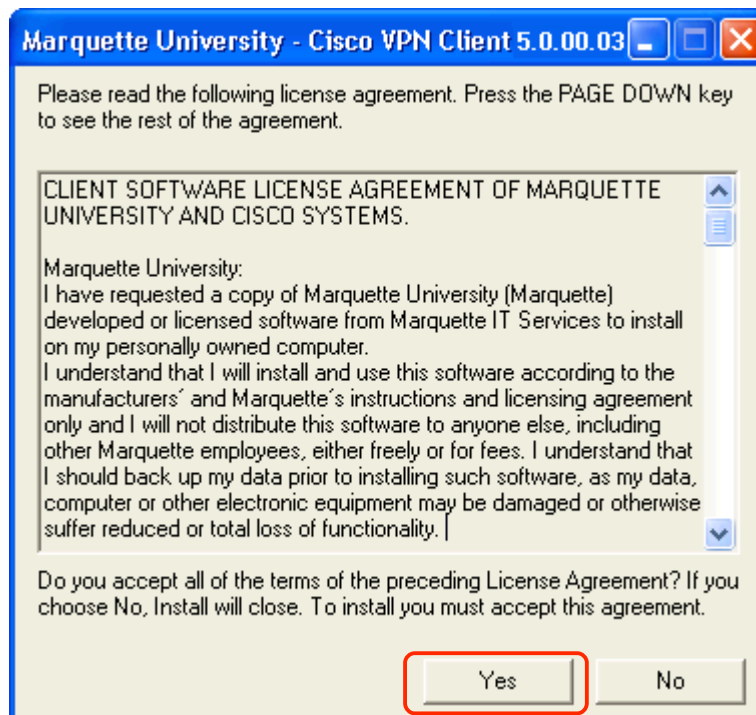 Marquette University - Cisco VPN Client 5.0.00.03
Please read the following license agreement. Press the PAGE DOWN key
to see the rest of the agreement.
CLIENT SOFTWARE LICENSE AGREEMENT OF MARQUETTE
UNIVERSITY AND CISCO SYSTEMS.
Marquette University:
I have requested a copy of Marquette University (Marquette)
developed or licensed software from Marquette IT Services to install
on my personally owned computer.
I understand that I will install and use this software according to the
manufacturers´ and Marquette´s instructions and licensing agreement
only and I will not distribute this software to anyone else, including
other Marquette employees, either freely or for fees. I understand that
I should back up my data prior to installing such software, as my data,
computer or other electronic equipment may be damaged or otherwise
suffer reduced or total loss of functionality.
Do you accept all of the terms of the preceding License Agreement? If you
choose No, Install will close. To install you must accept this agreement.
Yes No